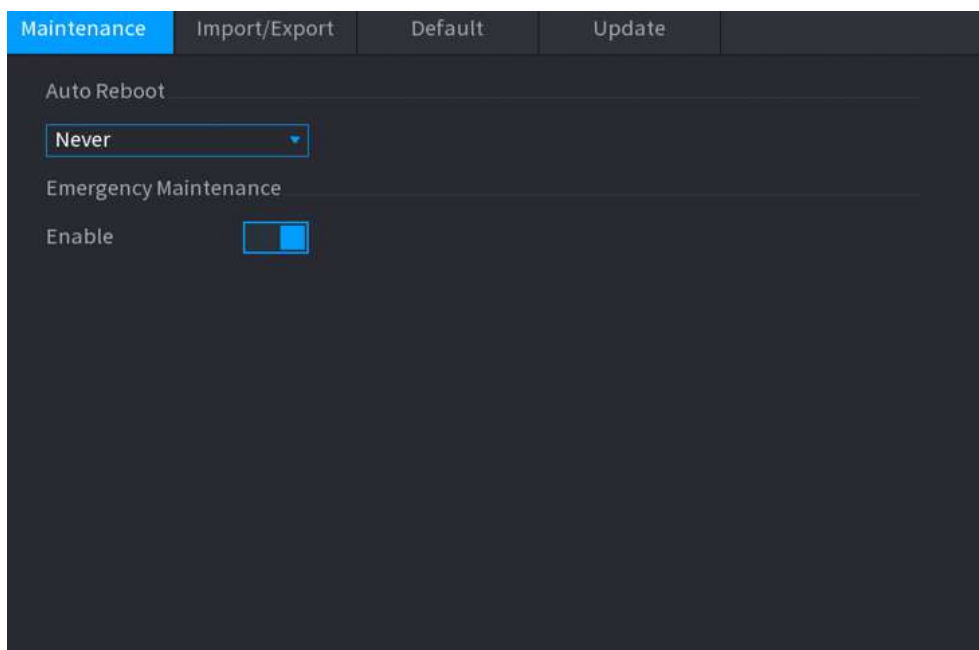 Maintenance Import/Export Default Update
Auto Reboot
Never
Emergency Maintenance
Enable